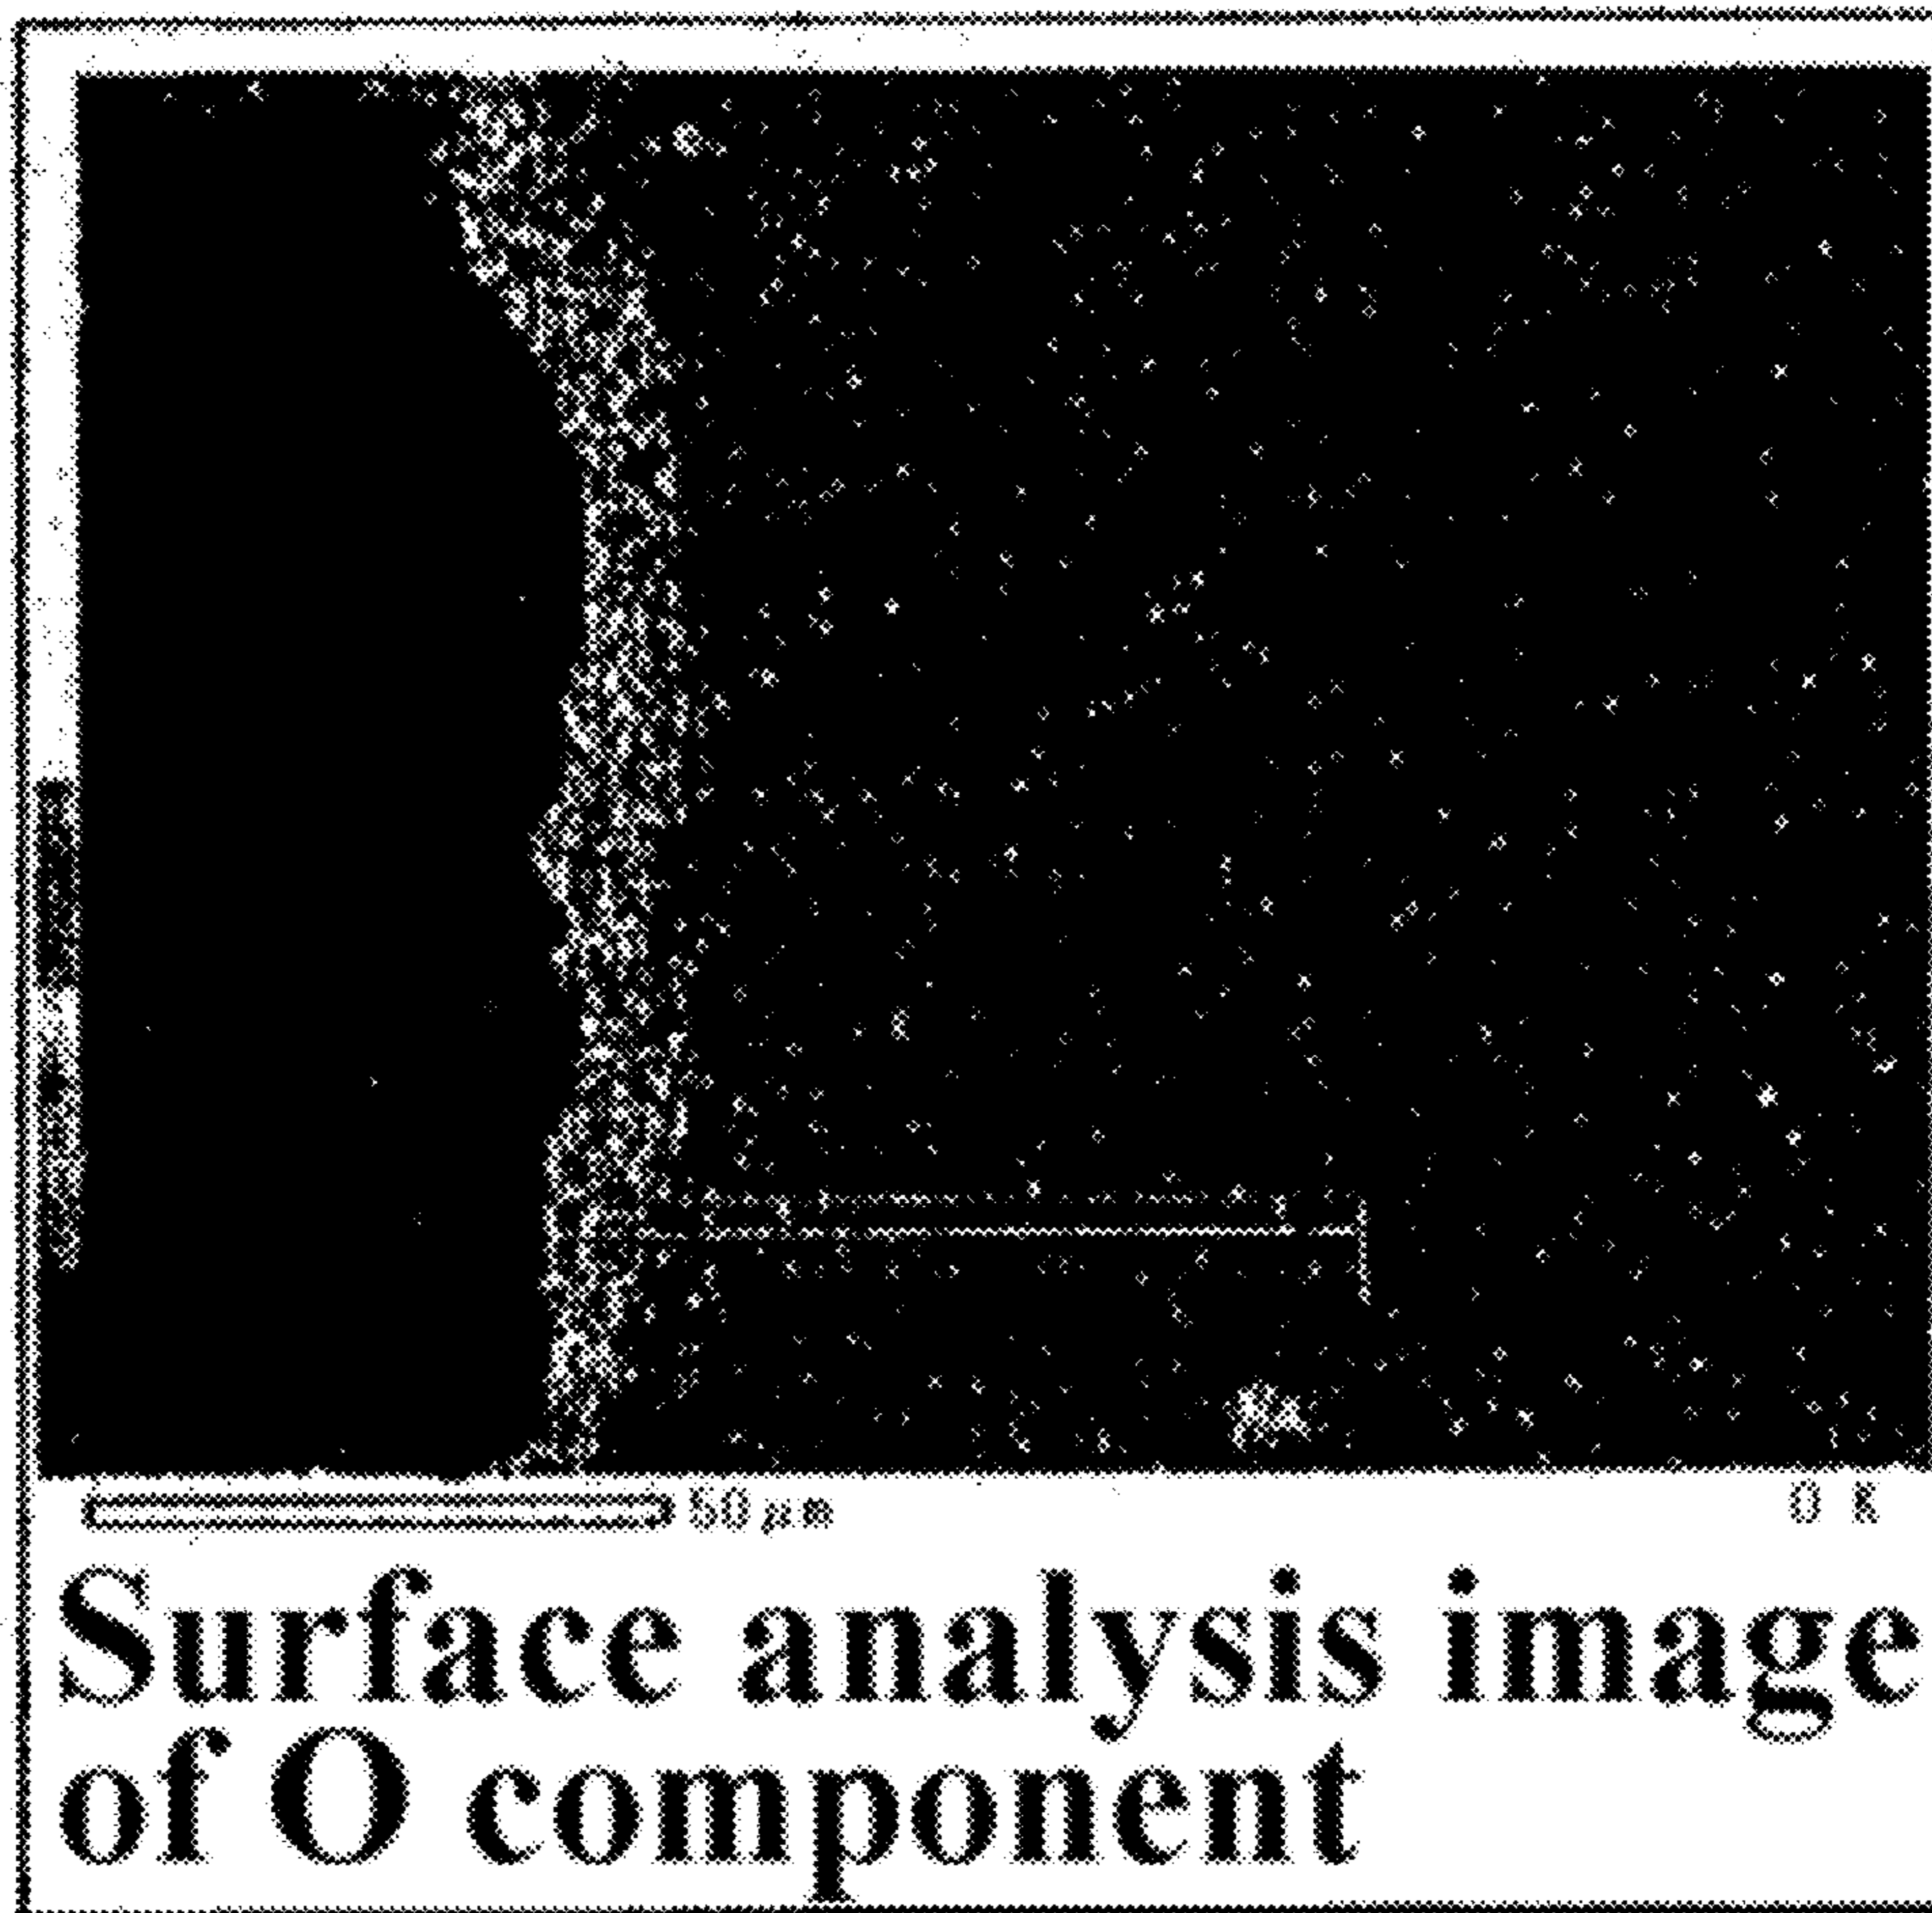 50 μm
O K
Surface analysis image
of O component